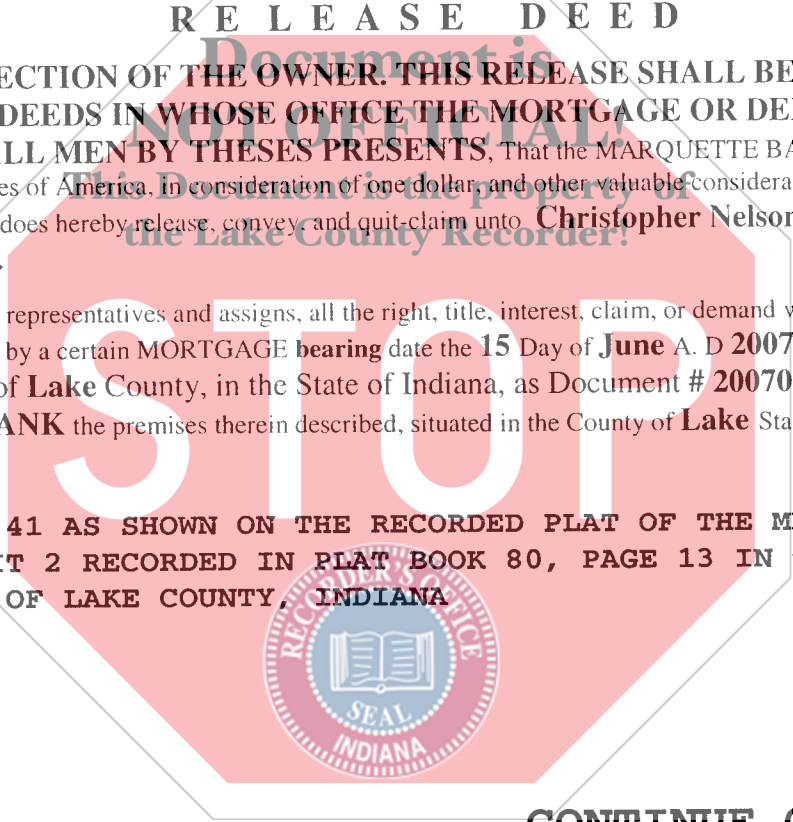 RELEASE DEED
Document is
ECTION OF THE OWNER. THIS RELEASE SHALL BE
DEEDS IN WHOSE OFFICE THE MORTGAGE OR DE
NOT OFFICIAL!
LL MEN BY THESES PRESENTS, That the MARQUETTE BA
es of America, in consideration of one dollar, and other valuable considera
This Document is the property of
does hereby release, convey, and quit-claim unto Christopher Nelson
the Lake County Recorder!
representatives and assigns, all the right, title, interest, claim, or demand
by a certain MORTGAGE bearing date the 15 Day of June A. D 2007
of Lake County, in the State of Indiana, as Document # 20070
ANK the premises therein described, situated in the County of Lake Sta
STOP
41 AS SHOWN ON THE RECORDED PLAT OF THE M
IT 2 RECORDED IN PLAT BOOK 80, PAGE 13 IN
OF LAKE COUNTY, INDIANA
RECORDER'S OFFICE
SEAL
INDIANA
CONTINUE